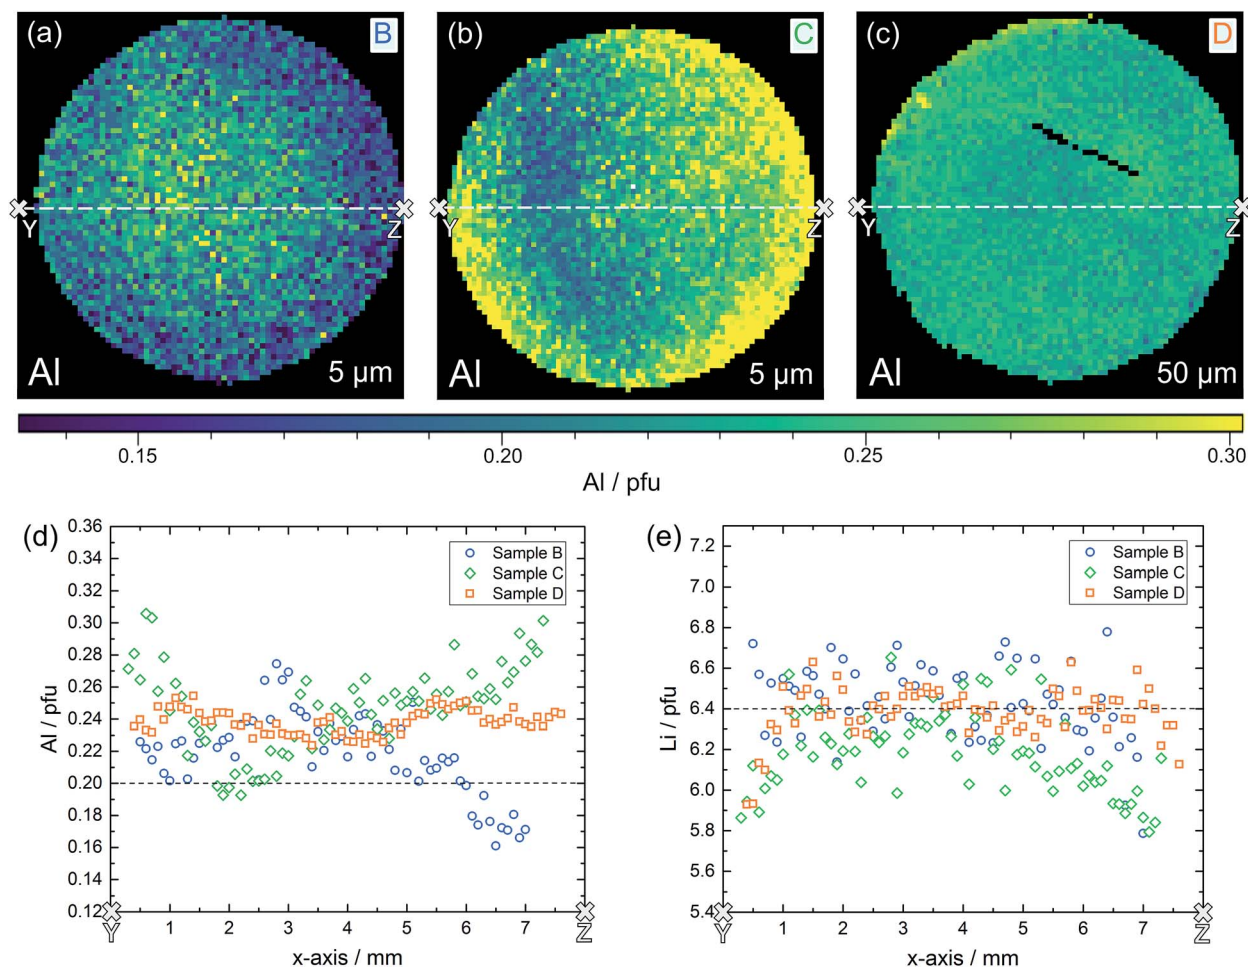 (a)
B
Y
Z
Al
5 µm
(b)
C
Y
Z
Al
5 µm
(c)
D
Y
Z
Al
50 µm
0.15
0.20
0.25
0.30
Al / pfu
(d)
0.36
0.34
0.32
0.30
0.28
0.26
0.24
0.22
0.20
0.18
0.16
0.14
0.12
Al / pfu
Sample B
Sample C
Sample D
Y
1
2
3
4
5
6
7
Z
x-axis / mm
(e)
7.2
7.0
6.8
6.6
6.4
6.2
6.0
5.8
5.6
5.4
Li / pfu
Sample B
Sample C
Sample D
Y
1
2
3
4
5
6
7
Z
x-axis / mm